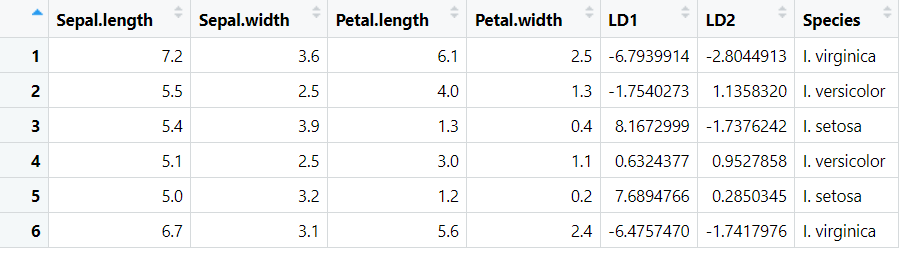 Sepal.length Sepal.width Petal.length Petal.width LD1 LD2 Species
1 7.2 3.6 6.1 2.5 -6.7939914 -2.8044913 I. virginica
2 5.5 2.5 4.0 1.3 -1.7540273 1.1358320 I. versicolor
3 5.4 3.9 1.3 0.4 8.1672999 -1.7376242 I. setosa
4 5.1 2.5 3.0 1.1 0.6324377 0.9527858 I. versicolor
5 5.0 3.2 1.2 0.2 7.6894766 0.2850345 I. setosa
6 6.7 3.1 5.6 2.4 -6.4757470 -1.7417976 I. virginica